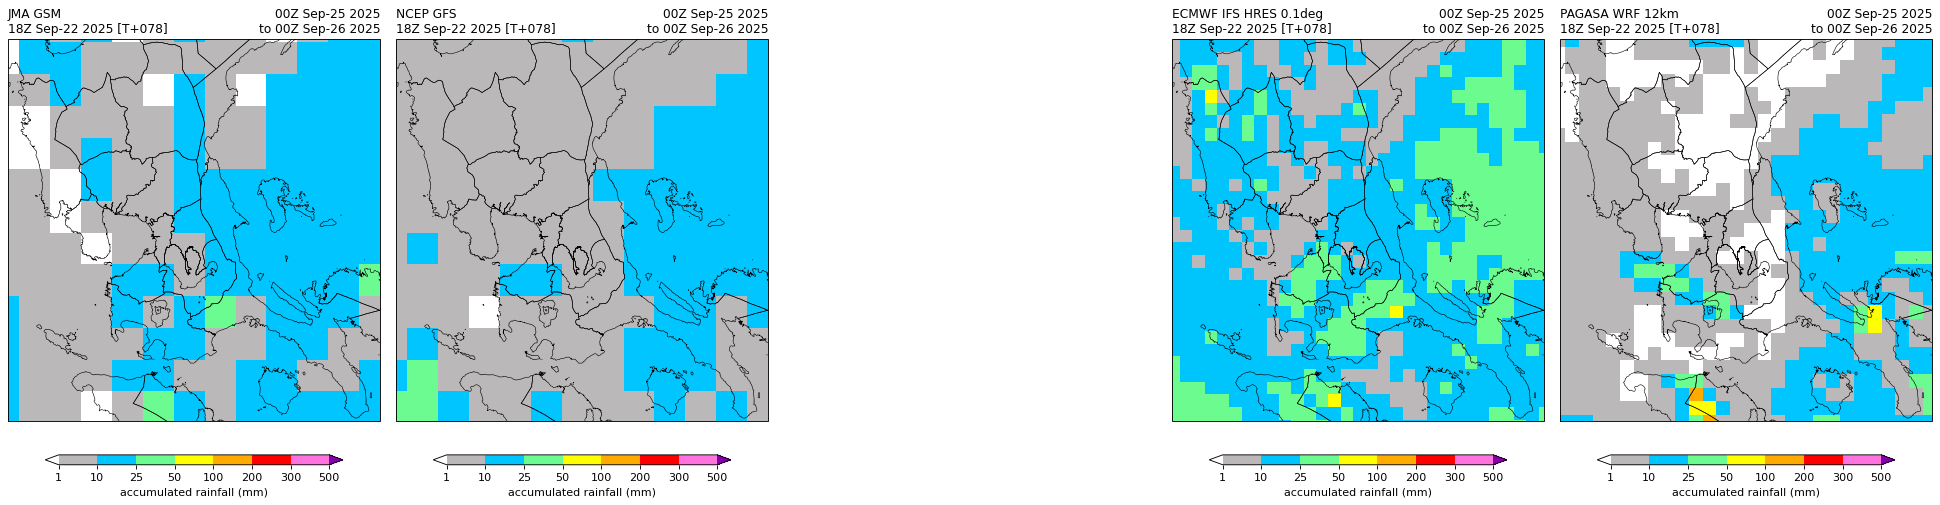 JMA GSM 00Z Sep-25 2025
18Z Sep-22 2025 [T+078] to 00Z Sep-26 2025
1 10 25 50 100 200 300 500
accumulated rainfall (mm)
NCEP GFS 00Z Sep-25 2025
18Z Sep-22 2025 [T+078] to 00Z Sep-26 2025
1 10 25 50 100 200 300 500
accumulated rainfall (mm)
ECMWF IFS HRES 0.1deg 00Z Sep-25 2025
18Z Sep-22 2025 [T+078] to 00Z Sep-26 2025
1 10 25 50 100 200 300 500
accumulated rainfall (mm)
PAGASA WRF 12km 00Z Sep-25 2025
18Z Sep-22 2025 [T+078] to 00Z Sep-26 2025
1 10 25 50 100 200 300 500
accumulated rainfall (mm)